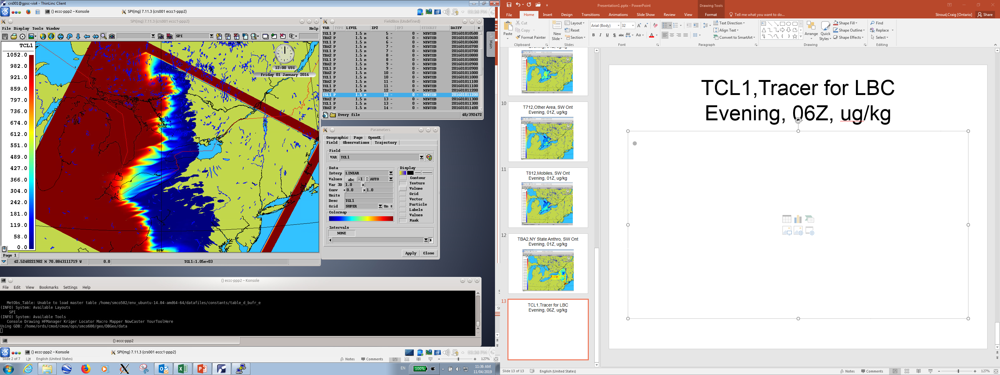 crs001@gpsc-vis4 - ThinLinc Client
() eccc-ppp2 – Konsole
SPI(mg) 7.11.3 (crs001 eccc1-ppp2)
03:36 PM
SPI(mg) 7.11.3 (crs001 eccc1-ppp2)
File Display Tools Window Help
SPI
TCL1
1052.0
982.0
921.0
859.0
797.0
736.0
674.0
612.0
551.0
489.0
427.0
366.0
304.0
242.0
181.0
119.0
58.0
0.0
12:00 UTC
Friday 01 January 2016
80W
Page 1
42.5240221982 N 70.8843111719 W 0.0 TCL1:1.05e+03
FieldBox (Undefined)
VAR TYPE LEVEL IP2 IP3 ETICKET DATEV *
TCL1 P 1.5 m 5 - 0 - NEWTEB 201601010500
TBA2 P 1.5 m 6 - 0 - NEWTEB 201601010600
TCL1 P 1.5 m 6 - 0 - NEWTEB 201601010600
TBA2 P 1.5 m 7 - 0 - NEWTEB 201601010700
TCL1 P 1.5 m 7 - 0 - NEWTEB 201601010700
TBA2 P 1.5 m 8 - 0 - NEWTEB 201601010800
TCL1 P 1.5 m 8 - 0 - NEWTEB 201601010800
TBA2 P 1.5 m 9 - 0 - NEWTEB 201601010900
TCL1 P 1.5 m 9 - 0 - NEWTEB 201601010900
TBA2 P 1.5 m 10 - 0 - NEWTEB 201601011000
TCL1 P 1.5 m 10 - 0 - NEWTEB 201601011000
TBA2 P 1.5 m 11 - 0 - NEWTEB 201601011100
TCL1 P 1.5 m 11 - 0 - NEWTEB 201601011100
TBA2 P 1.5 m 12 - 0 - NEWTEB 201601011200
TCL1 P 1.5 m 12 - 0 - NEWTEB 201601011200
TBA2 P 1.5 m 13 - 0 - NEWTEB 201601011300
TCL1 P 1.5 m 13 - 0 - NEWTEB 201601011300
TBA2 P 1.5 m 14 - 0 - NEWTEB 201601011400
Every file 48/392472
Main
Parameters
Geographic Page OpenGL
Field Observations Trajectory
Field
VAR TCL1
Data
Interp LINEAR
Values abc -1 AUTO
Var 3D 1.0 x
Conv + 0.0 x 1.0
Units
Desc TCL1
Grid SUPER Un #
Display
Contour
Texture
Volume
Grid
Vector
Particle
Labels
Values
Mask
Colormap
Intervals
NONE
Apply Close
() eccc-ppp2 – Konsole
File Edit View Bookmarks Settings Help
MetObs_Table: Unable to load master table /home/smco502/env_ubuntu-14.04-amd64-64/datafiles/constants/table_d_bufr_e
(INFO) System: Available Layouts
SPI
(INFO) System: Available Tools
Console Drawing HFManager Kriger Locator Macro Mapper NowCaster YourToolHere
Using GDB: /home/ords/cmod/cmoe/ops/smco600/geo/DBGeo/data
() eccc-ppp2
() eccc-ppp2 – Konsole
SPI(mg) 7.11.3 (crs001 eccc1-ppp2)
03:36 PM
Slide 2 of 7 English (United States) Notes Comments 127%
EN 100% 11:36 AM
11/04/2019
Presentation1.pptx - PowerPoint
Drawing Tools
File Home Insert Design Transitions Animations Slide Show Review View Format Tell me what you want to do...
Stroud,Craig [Ontario] Share
Paste
Cut
Copy
Format Painter
Clipboard
New Slide
Layout
Reset
Section
Slides
Arial (Body) 32
B I U S abc AV Aa A
Font
Text Direction
Align Text
Convert to SmartArt
Paragraph
Arrange
Quick Styles
Shape Fill
Shape Outline
Shape Effects
Drawing
Find
Replace
Select
Editing
10
T712,Other Area, SW Ont
Evening, 01Z, ug/kg
11
T812,Mobiles, SW Ont
Evening, 01Z, ug/kg
12
TBA2,NY State Anthro, SW Ont
Evening, 01Z, ug/kg
13
TCL1,Tracer for LBC
Evening, 06Z, ug/kg
TCL1,Tracer for LBC
Evening, 06Z, ug/kg
Slide 13 of 13 English (United States) Notes Comments 127%